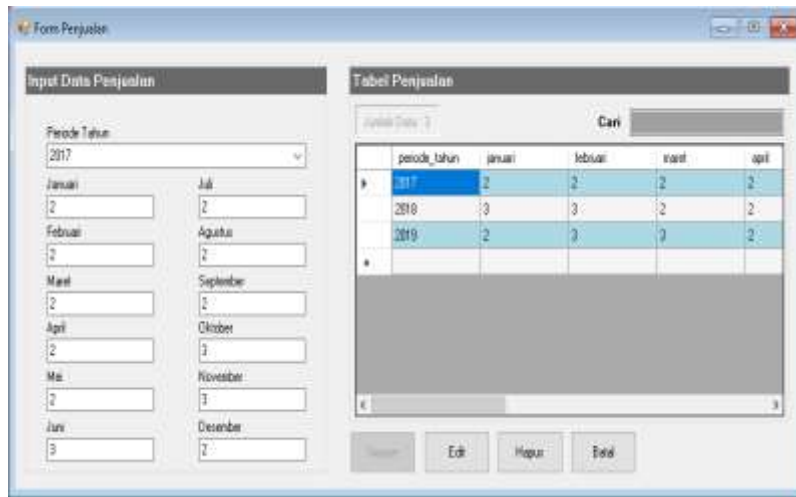 Form Penjualan
Input Data Penjualan
Periode Tahun
2017
Januari Juli
2 2
Februari Agustus
2 2
Maret September
2 2
April Oktober
2 3
Mei November
2 3
Juni Desember
3 2
Tabel Penjualan
Jumlah Data : 3 Cari
periode_tahun januari februari maret april
2017 2 2 2 2
2018 3 3 2 2
2019 2 3 3 2
Edit Hapus Batal